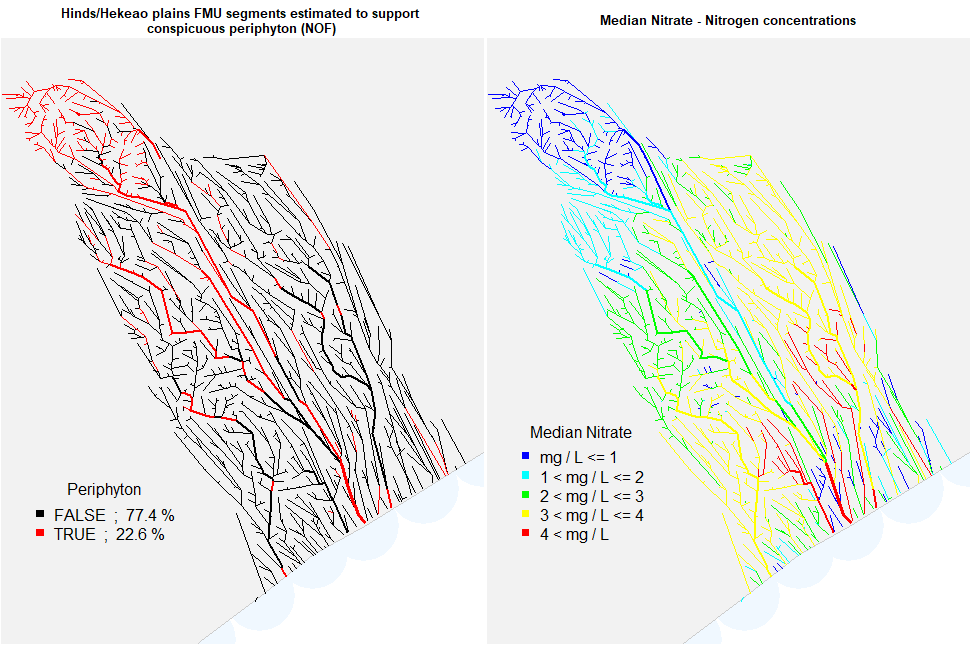 Hinds/Hekeao plains FMU segments estimated to support
conspicuous periphyton (NOF)
Periphyton
FALSE ; 77.4 %
TRUE ; 22.6 %
Median Nitrate - Nitrogen concentrations
Median Nitrate
mg / L <= 1
1 < mg / L <= 2
2 < mg / L <= 3
3 < mg / L <= 4
4 < mg / L